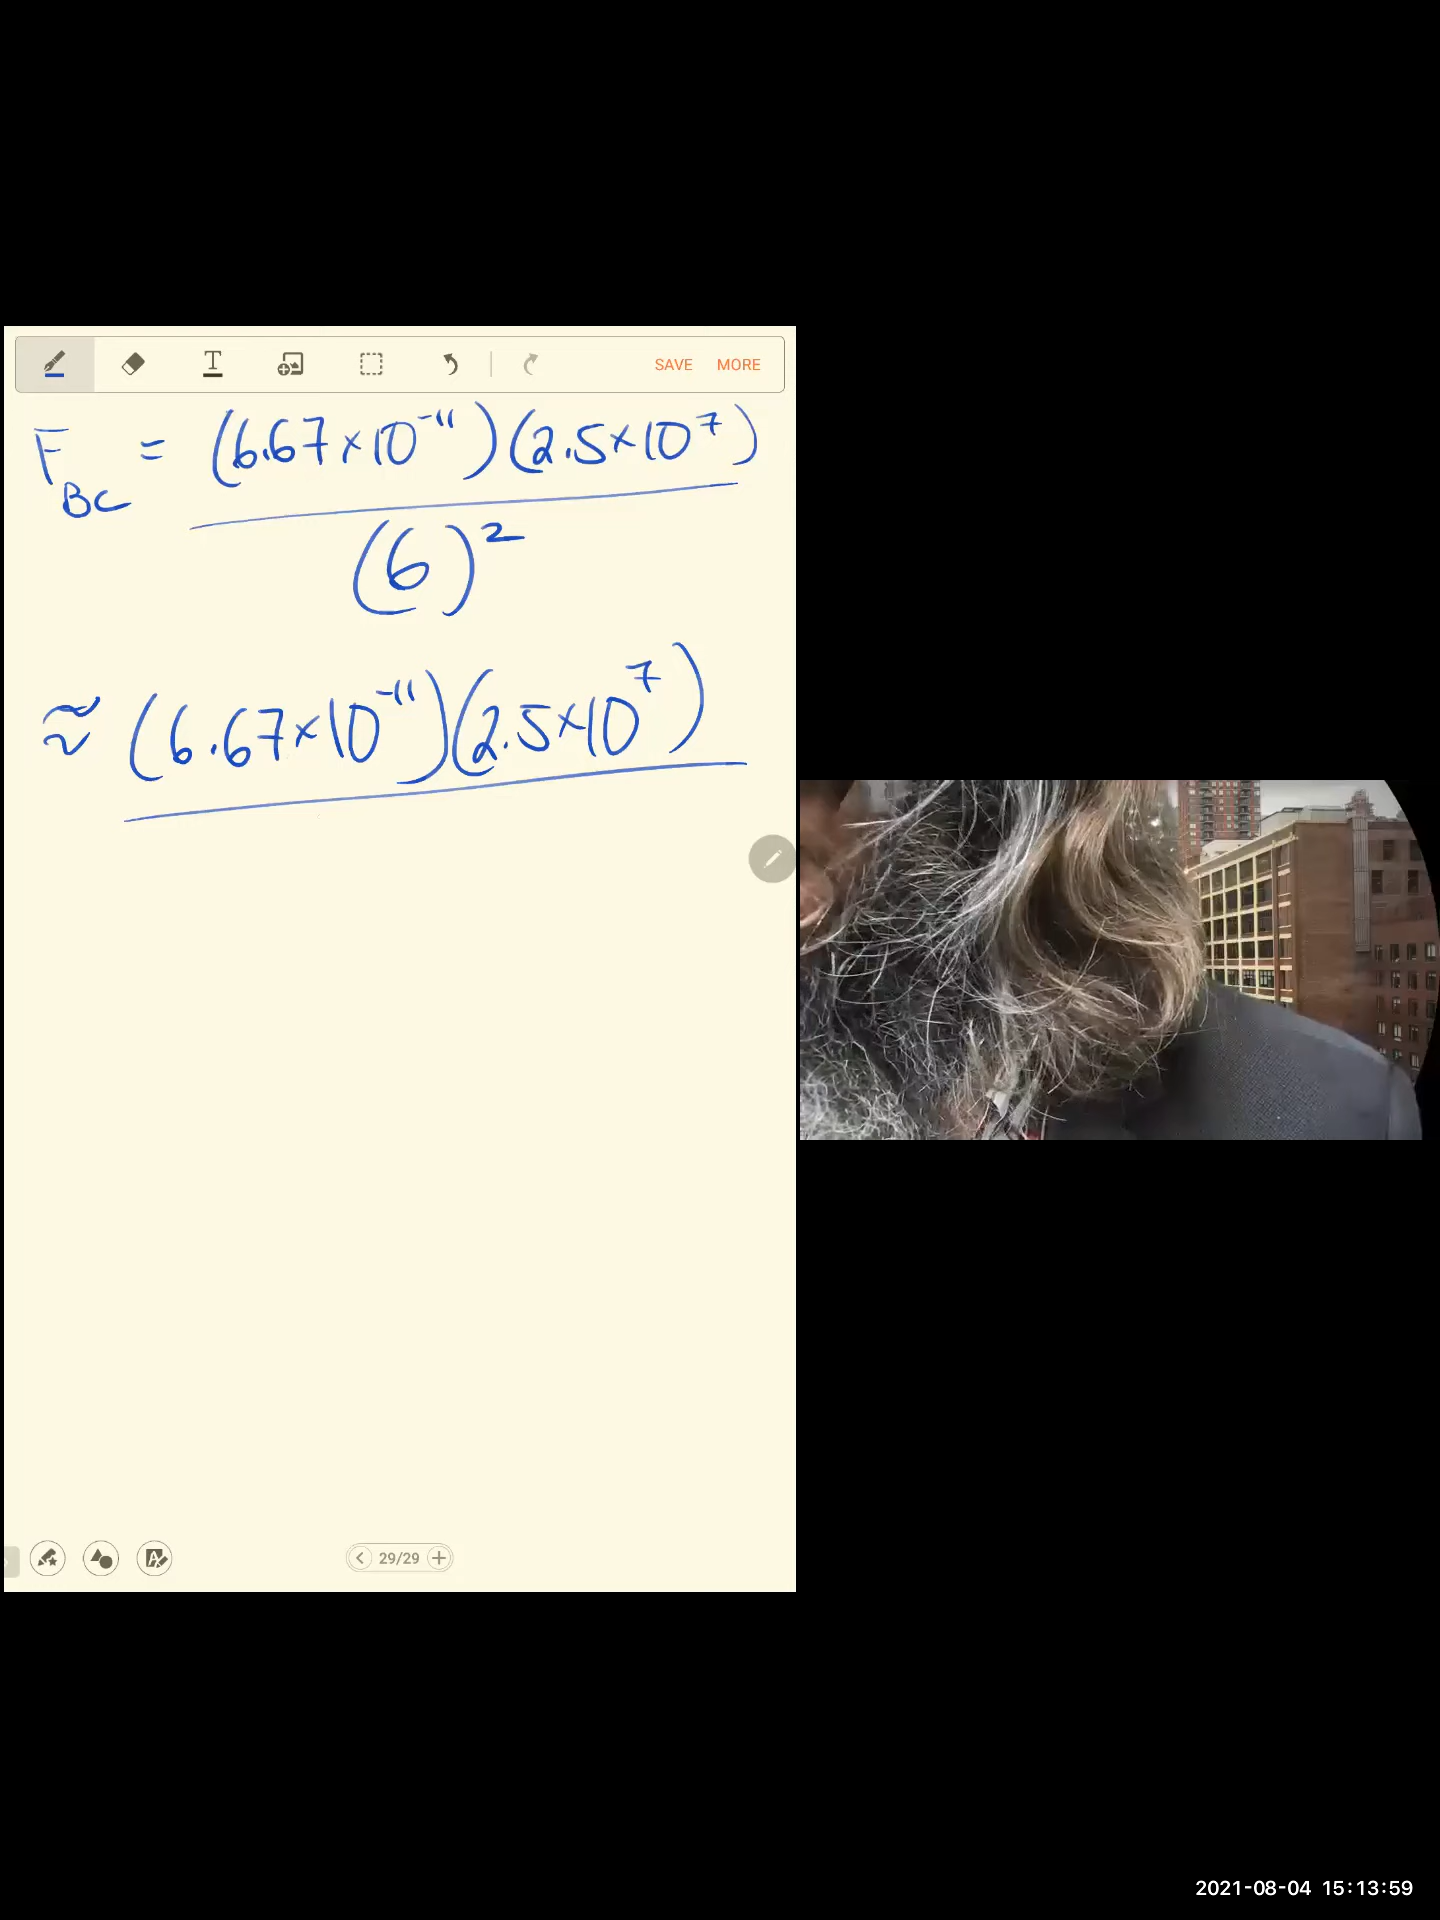 SAVE MORE
F_BC = (6.67×10^-11)(2.5×10^7)
(6)^2
≈ (6.67×10^-11)(2.5×10^7)
29/29
2021-08-04 15:13:59